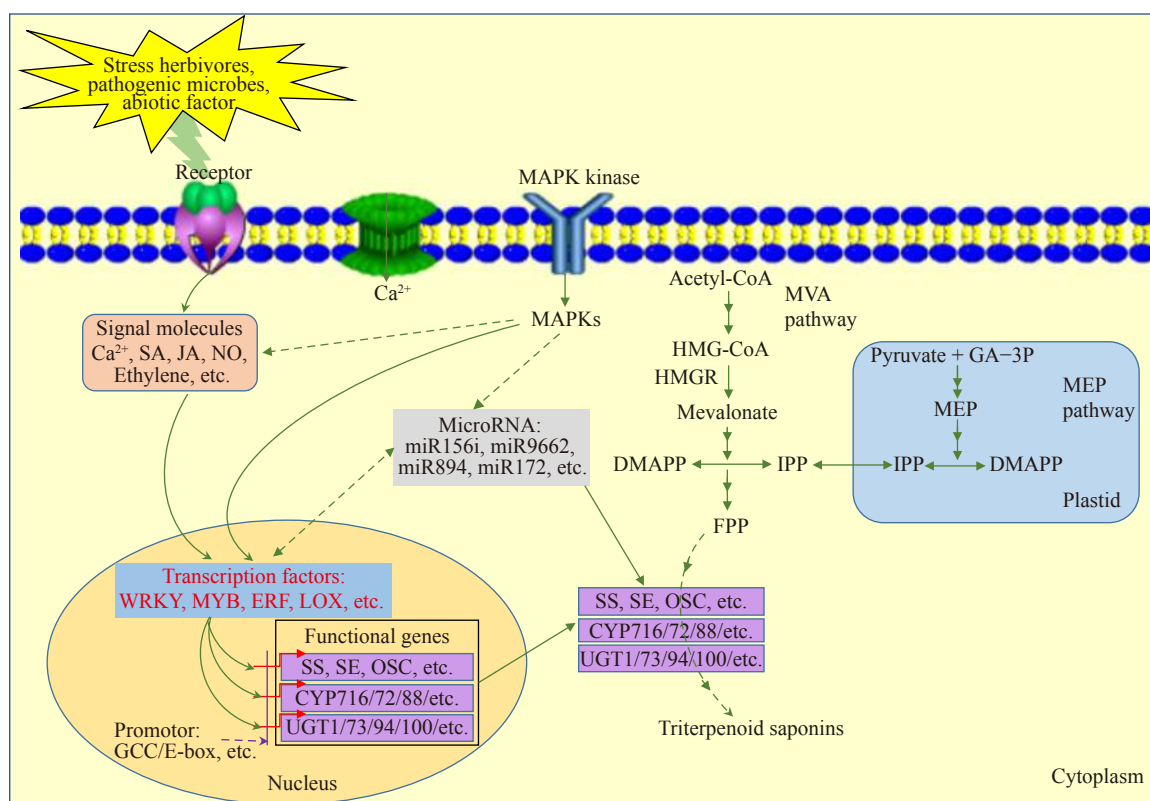 Stress herbivores,
pathogenic microbes,
abiotic factor
Receptor
MAPK kinase
Ca²⁺
Acetyl-CoA
MVA
pathway
Signal molecules
Ca²⁺, SA, JA, NO,
Ethylene, etc.
MAPKs
HMG-CoA
HMGR
Mevalonate
Pyruvate + GA−3P
MEP
pathway
MEP
MicroRNA:
miR156i, miR9662,
miR894, miR172, etc.
DMAPP
IPP
IPP
DMAPP
Plastid
FPP
Transcription factors:
WRKY, MYB, ERF, LOX, etc.
SS, SE, OSC, etc.
CYP716/72/88/etc.
UGT1/73/94/100/etc.
Functional genes
SS, SE, OSC, etc.
CYP716/72/88/etc.
UGT1/73/94/100/etc.
Promotor:
GCC/E-box, etc.
Nucleus
Triterpenoid saponins
Cytoplasm